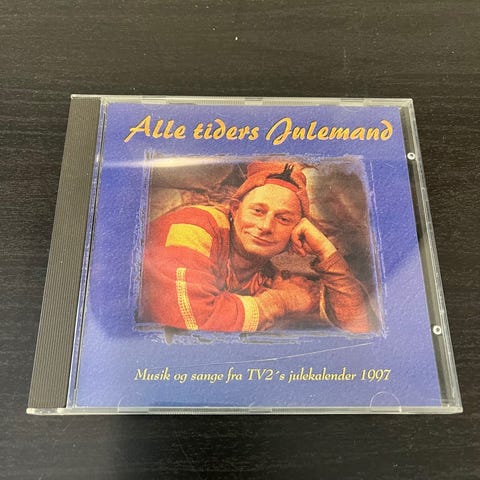 Alle tiders Julemand
Musik og sange fra TV2´s julekalender 1997